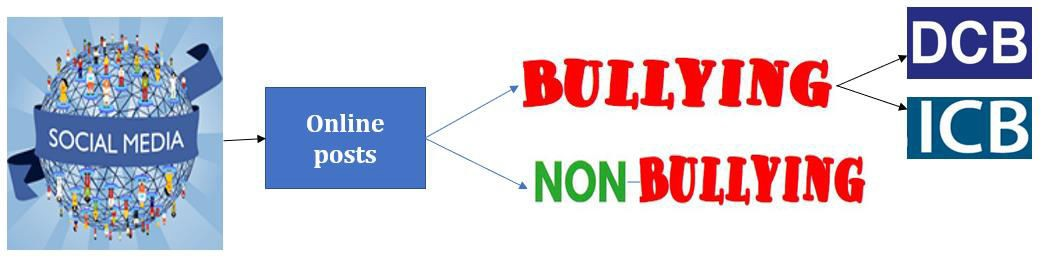 SOCIAL MEDIA
Online
posts
BULLYING
NON-BULLYING
DCB
ICB